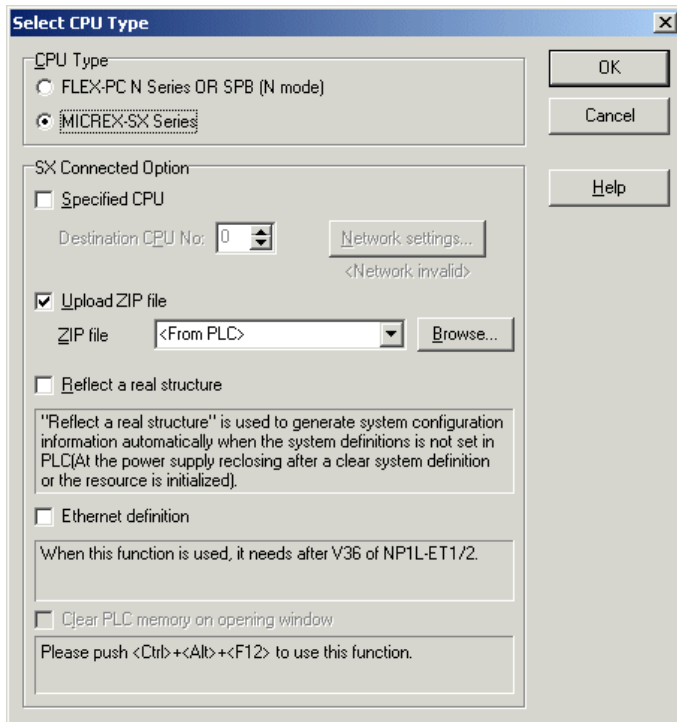 Select CPU Type
CPU Type
FLEX-PC N Series OR SPB (N mode)
MICREX-SX Series
OK
Cancel
Help
SX Connected Option
Specified CPU
Destination CPU No: 0
Network settings...
<Network invalid>
Upload ZIP file
ZIP file <From PLC> Browse...
Reflect a real structure
"Reflect a real structure" is used to generate system configuration
information automatically when the system definitions is not set in
PLC(At the power supply reclosing after a clear system definition
or the resource is initialized).
Ethernet definition
When this function is used, it needs after V36 of NP1L-ET1/2.
Clear PLC memory on opening window
Please push <Ctrl>+<Alt>+<F12> to use this function.